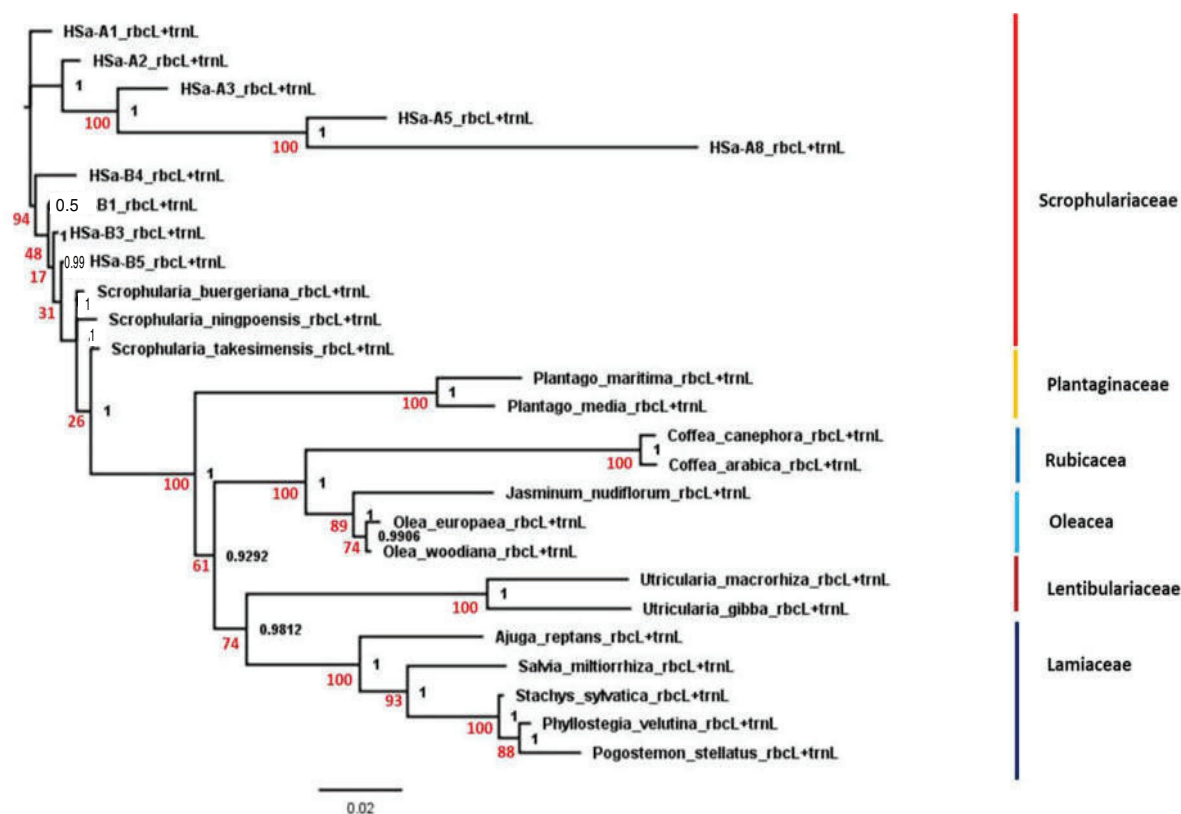 HSa-A1_rbcL+trnL
HSa-A2_rbcL+trnL
1
HSa-A3_rbcL+trnL
1
100
HSa-A5_rbcL+trnL
1
100
HSa-A8_rbcL+trnL
HSa-B4_rbcL+trnL
Scrophulariaceae
0.5 B1_rbcL+trnL
94
1 HSa-B3_rbcL+trnL
48
0.99 HSa-B5_rbcL+trnL
17
Scrophularia_buergeriana_rbcL+trnL
1
31
Scrophularia_ningpoensis_rbcL+trnL
1
Scrophularia_takesimensis_rbcL+trnL
Plantago_maritima_rbcL+trnL
Plantaginaceae
1
100
Plantago_media_rbcL+trnL
1
26
Coffea_canephora_rbcL+trnL
1
Rubicacea
100
Coffea_arabica_rbcL+trnL
1
100
1
100
Jasminum_nudiflorum_rbcL+trnL
1
89
Olea_europaea_rbcL+trnL
Oleacea
0.9906
74
Olea_woodiana_rbcL+trnL
0.9292
61
Utricularia_macrorhiza_rbcL+trnL
Lentibulariaceae
1
100
Utricularia_gibba_rbcL+trnL
0.9812
74
Ajuga_reptans_rbcL+trnL
1
100
Salvia_miltiorrhiza_rbcL+trnL
Lamiaceae
1
93
Stachys_sylvatica_rbcL+trnL
1
100
Phyllostegia_velutina_rbcL+trnL
1
88
Pogostemon_stellatus_rbcL+trnL
0.02